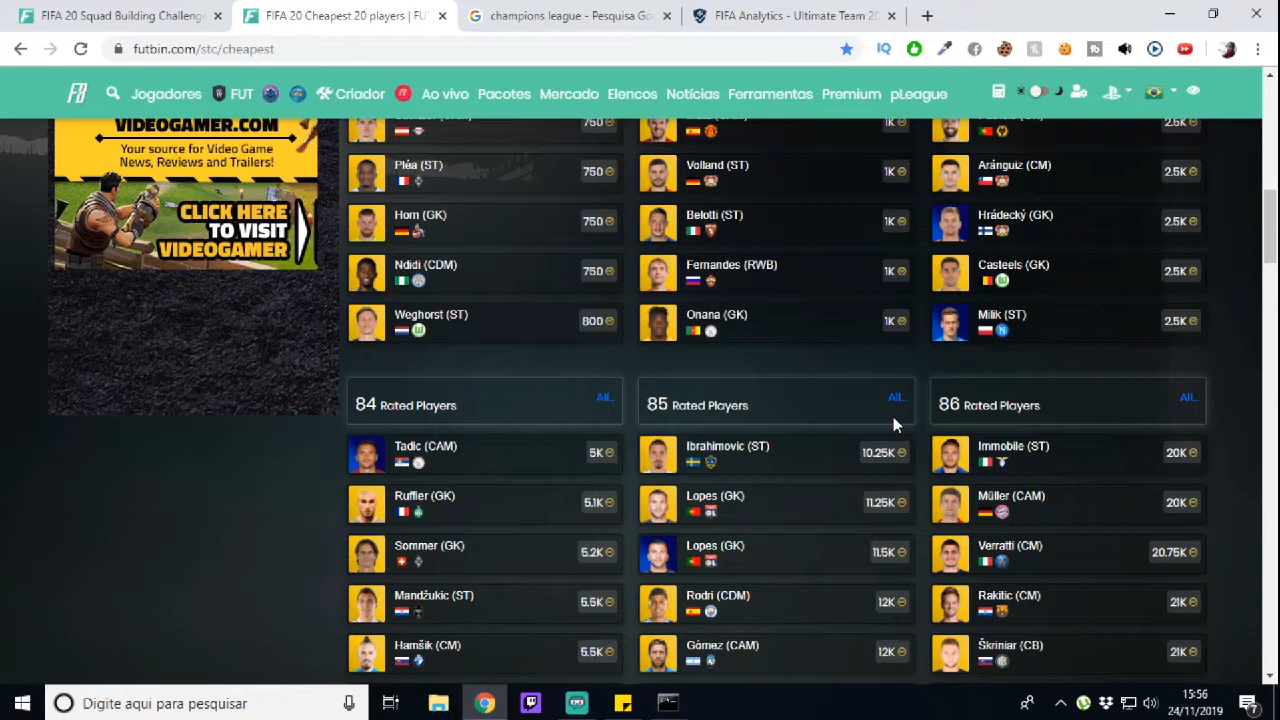 FIFA 20 Squad Building Challenge
FIFA 20 Cheapest 20 players | FUT
champions league - Pesquisa Go
FIFA Analytics - Ultimate Team 20
futbin.com/stc/cheapest
Jogadores FUT Criador Ao vivo Pacotes Mercado Elencos Notícias Ferramentas Premium pLeague
VIDEOGAMER.COM
Your source for Video Game
News, Reviews and Trailers!
CLICK HERE
TO VISIT
VIDEOGAMER
750
1K
2.5K
Pléa (ST) 750
Volland (ST) 1K
Aránguiz (CM) 2.5K
Horn (GK) 750
Belotti (ST) 1K
Hrádecký (GK) 2.5K
Ndidi (CDM) 750
Fernandes (RWB) 1K
Casteels (GK) 2.5K
Weghorst (ST) 800
Onana (GK) 1K
Milik (ST) 2.5K
84 Rated Players All..
85 Rated Players All..
86 Rated Players All..
Tadic (CAM) 5K
Ibrahimovic (ST) 10.25K
Immobile (ST) 20K
Ruffier (GK) 5.1K
Lopes (GK) 11.25K
Müller (CAM) 20K
Sommer (GK) 5.2K
Lopes (GK) 11.5K
Verratti (CM) 20.75K
Mandžukic (ST) 5.5K
Rodri (CDM) 12K
Rakitic (CM) 21K
Hamšik (CM) 5.5K
Gómez (CAM) 12K
Škriniar (CB) 21K
Digite aqui para pesquisar
15:56
24/11/2019